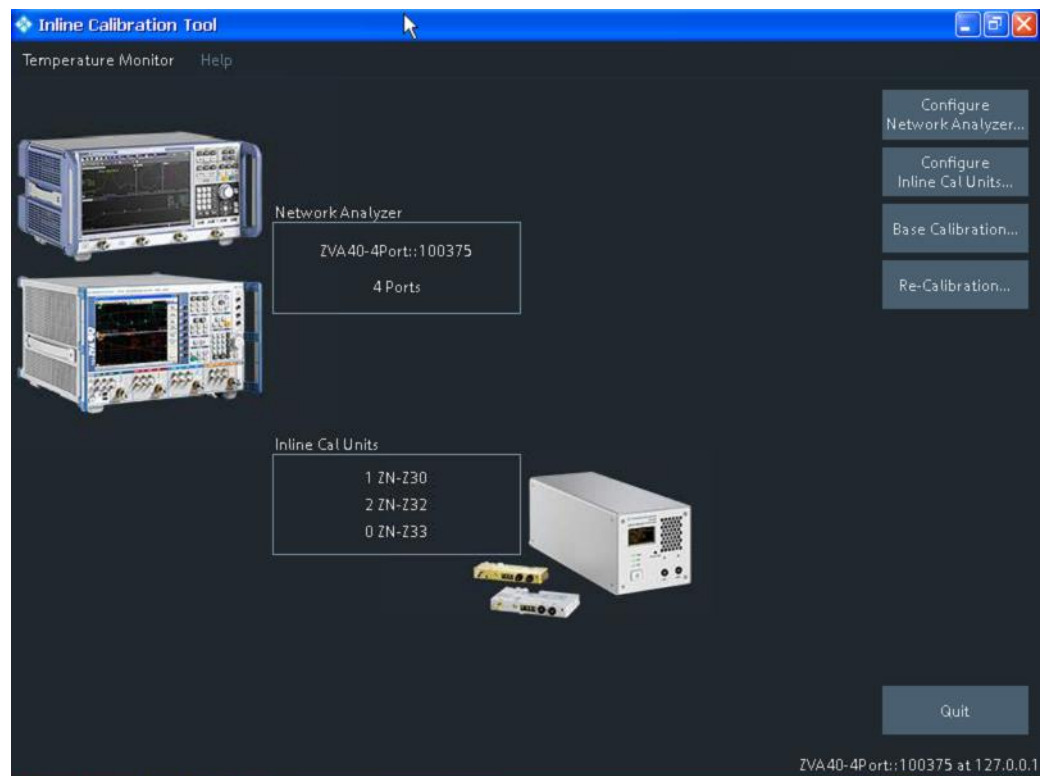 Inline Calibration Tool
Temperature Monitor Help
Configure
Network Analyzer...
Configure
Inline Cal Units...
Base Calibration...
Re-Calibration...
Network Analyzer
ZVA40-4Port::100375
4 Ports
Inline Cal Units
1 ZN-Z30
2 ZN-Z32
0 ZN-Z33
Quit
ZVA40-4Port::100375 at 127.0.0.1